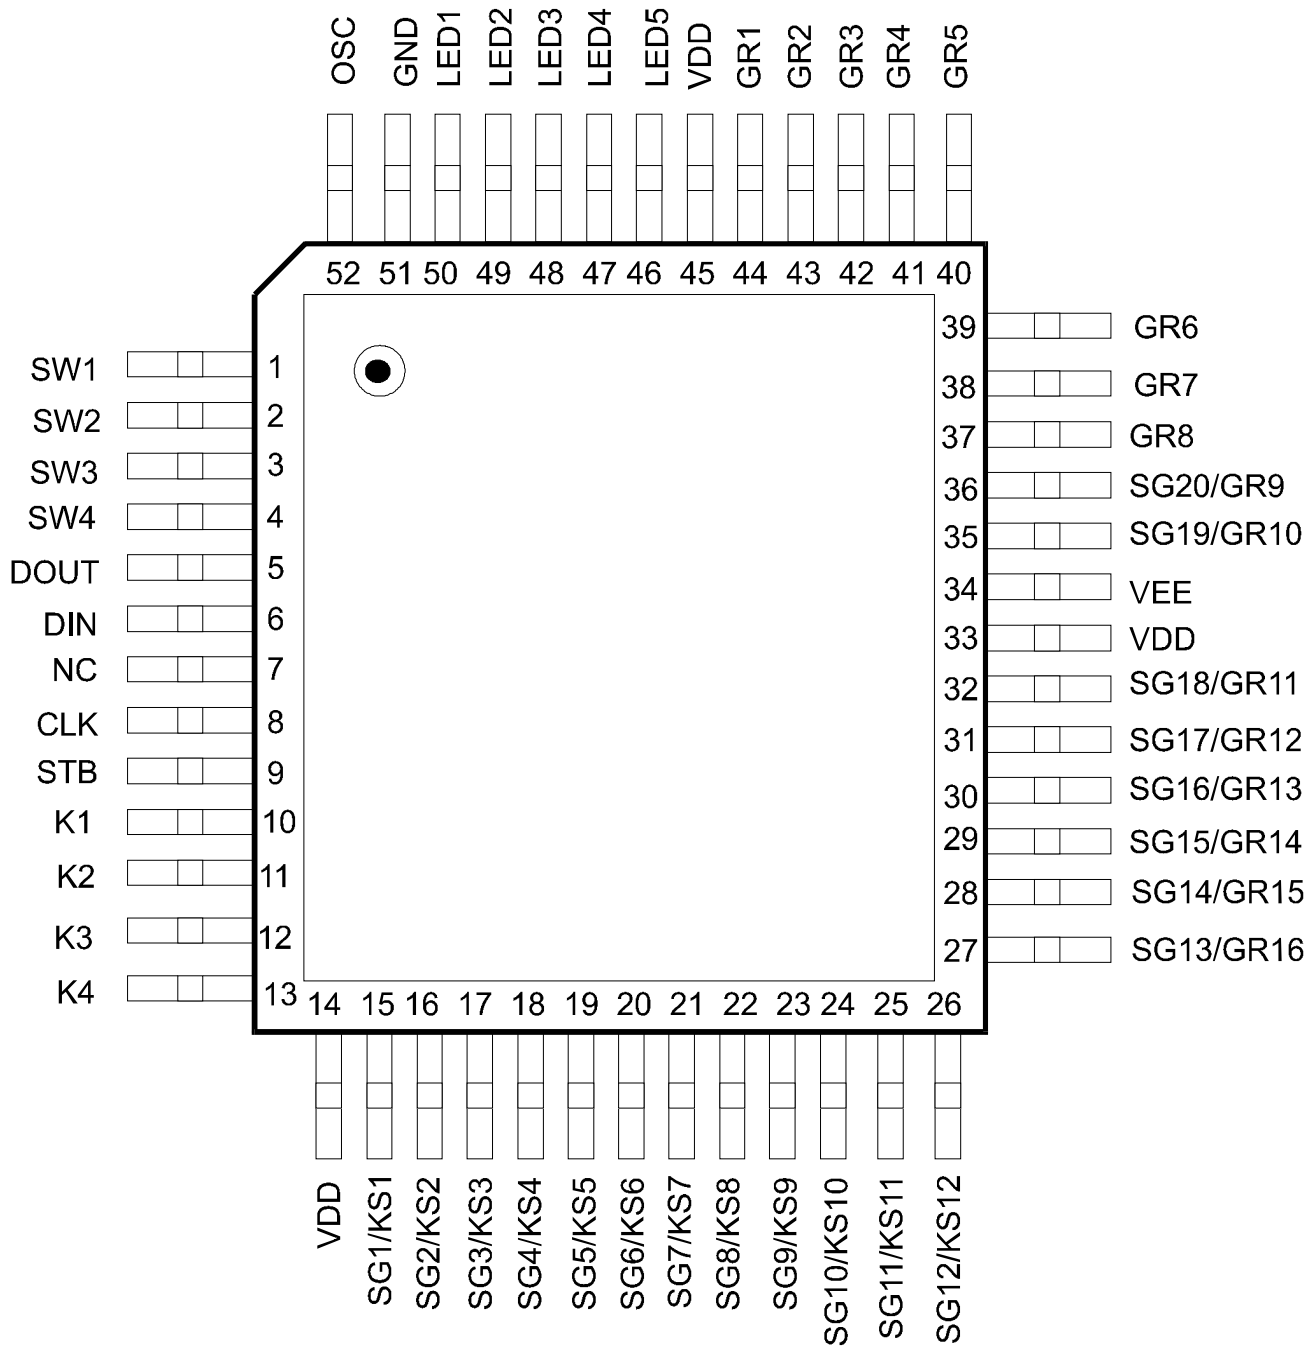 OSC
GND
LED1
LED2
LED3
LED4
LED5
VDD
GR1
GR2
GR3
GR4
GR5
52 51 50 49 48 47 46 45 44 43 42 41 40
SW1 1
SW2 2
SW3 3
SW4 4
DOUT 5
DIN 6
NC 7
CLK 8
STB 9
K1 10
K2 11
K3 12
K4 13
39 GR6
38 GR7
37 GR8
36 SG20/GR9
35 SG19/GR10
34 VEE
33 VDD
32 SG18/GR11
31 SG17/GR12
30 SG16/GR13
29 SG15/GR14
28 SG14/GR15
27 SG13/GR16
14 15 16 17 18 19 20 21 22 23 24 25 26
VDD
SG1/KS1
SG2/KS2
SG3/KS3
SG4/KS4
SG5/KS5
SG6/KS6
SG7/KS7
SG8/KS8
SG9/KS9
SG10/KS10
SG11/KS11
SG12/KS12